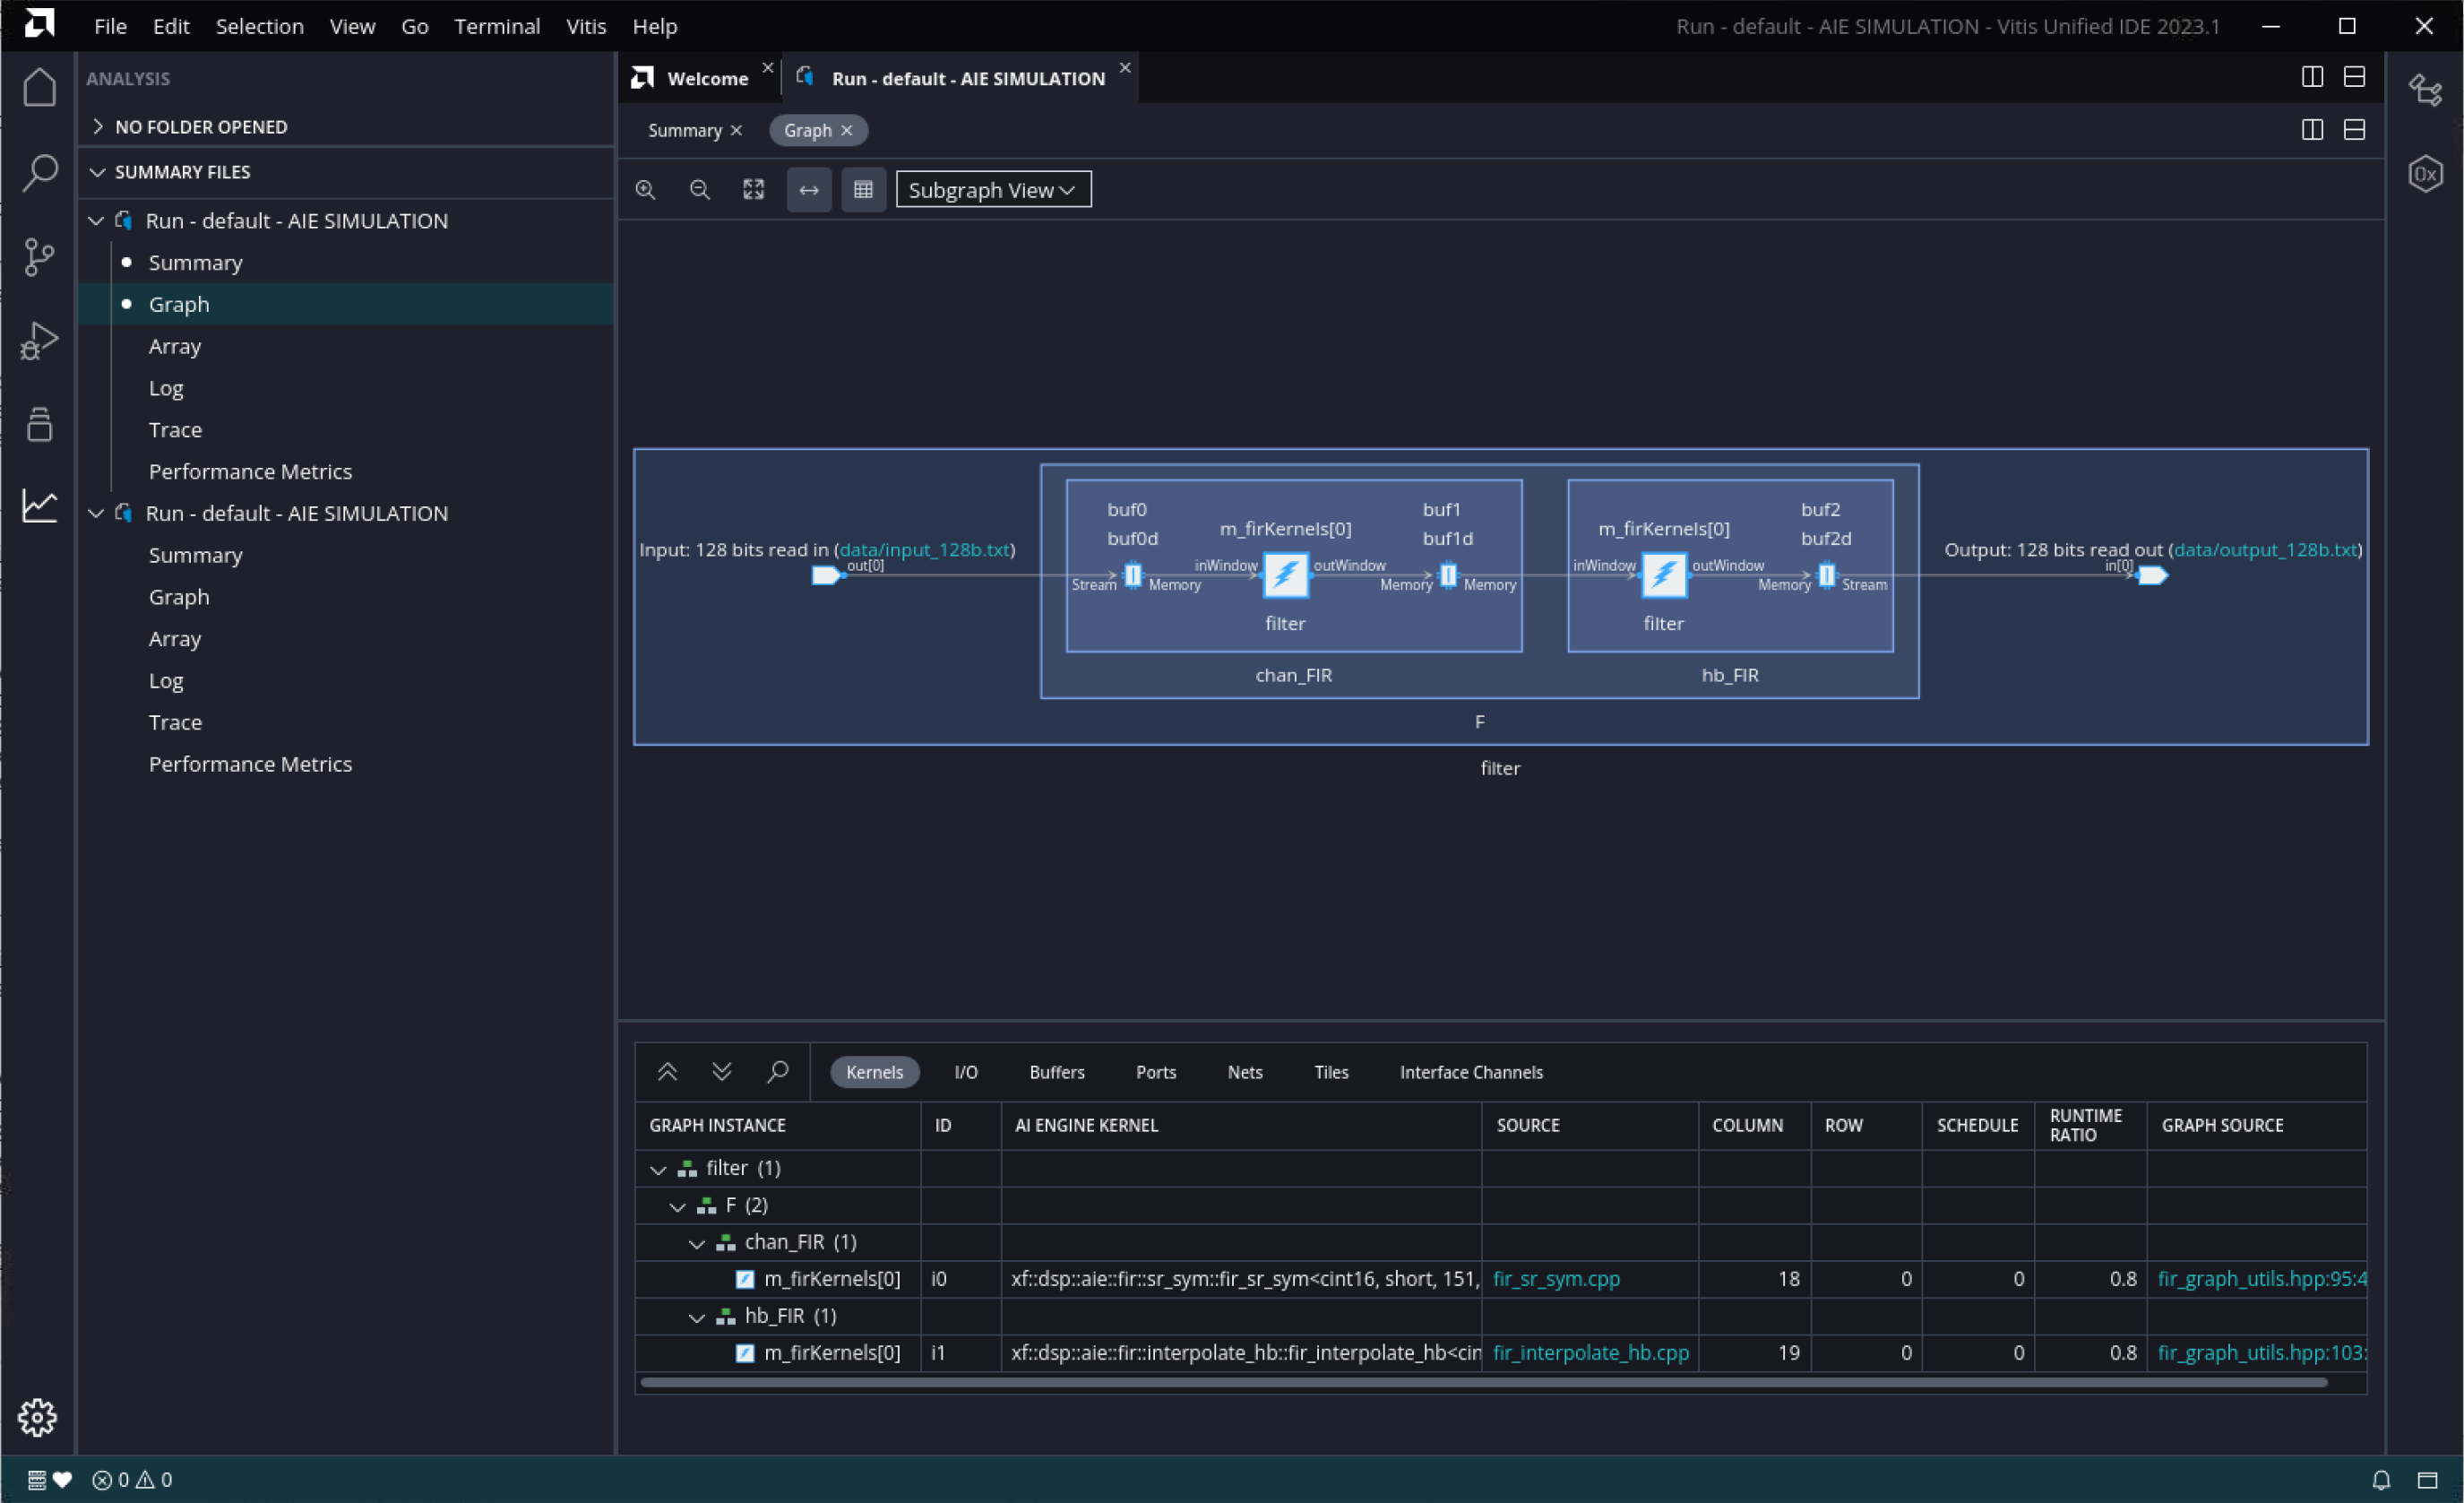 File Edit Selection View Go Terminal Vitis Help
Run - default - AIE SIMULATION - Vitis Unified IDE 2023.1
ANALYSIS
NO FOLDER OPENED
SUMMARY FILES
Run - default - AIE SIMULATION
Summary
Graph
Array
Log
Trace
Performance Metrics
Run - default - AIE SIMULATION
Summary
Graph
Array
Log
Trace
Performance Metrics
Welcome
Run - default - AIE SIMULATION
Summary
Graph
Subgraph View
0x
Input: 128 bits read in (data/input_128b.txt)
out[0]
buf0
buf0d
Stream
Memory
m_firKernels[0]
inWindow
outWindow
filter
buf1
buf1d
Memory
Memory
chan_FIR
m_firKernels[0]
inWindow
outWindow
filter
buf2
buf2d
Memory
Stream
hb_FIR
Output: 128 bits read out (data/output_128b.txt)
in[0]
F
filter
Kernels I/O Buffers Ports Nets Tiles Interface Channels
GRAPH INSTANCE ID AI ENGINE KERNEL SOURCE COLUMN ROW SCHEDULE RUNTIME RATIO GRAPH SOURCE
filter (1)
F (2)
chan_FIR (1)
m_firKernels[0] i0 xf::dsp::aie::fir::sr_sym::fir_sr_sym<cint16, short, 151, fir_sr_sym.cpp 18 0 0 0.8 fir_graph_utils.hpp:95:4
hb_FIR (1)
m_firKernels[0] i1 xf::dsp::aie::fir::interpolate_hb::fir_interpolate_hb<cin fir_interpolate_hb.cpp 19 0 0 0.8 fir_graph_utils.hpp:103:
0 0